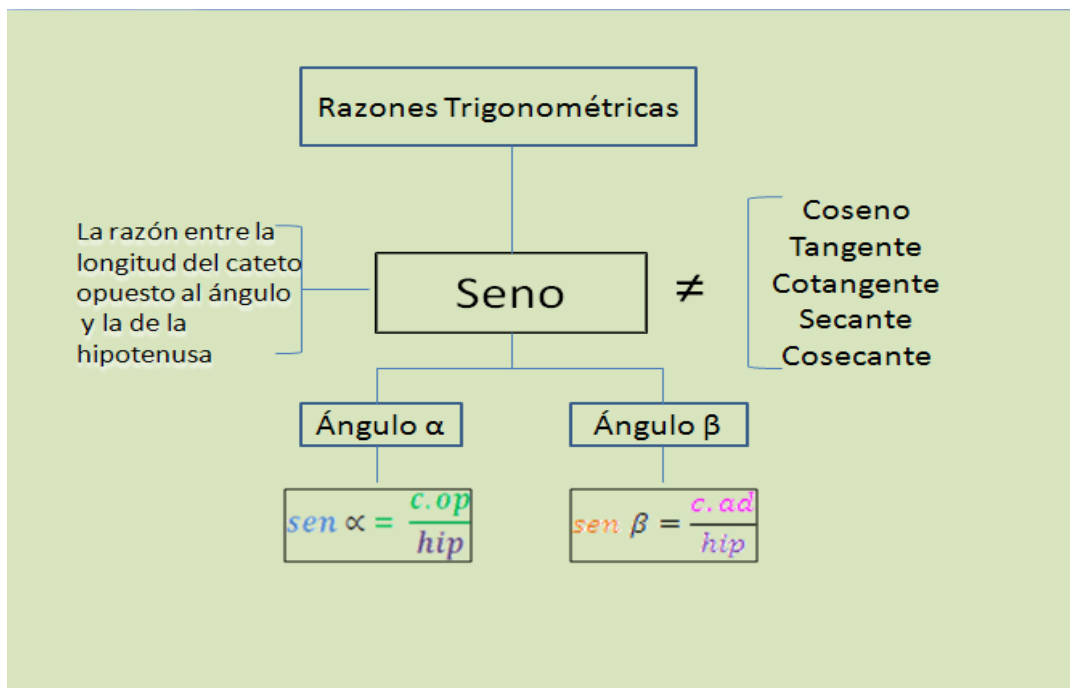 Razones Trigonométricas
La razón entre la
longitud del cateto
opuesto al ángulo
y la de la
hipotenusa
Seno
≠
Coseno
Tangente
Cotangente
Secante
Cosecante
Ángulo α
Ángulo β
sen ∝ = c.op / hip
sen β = c.ad / hip